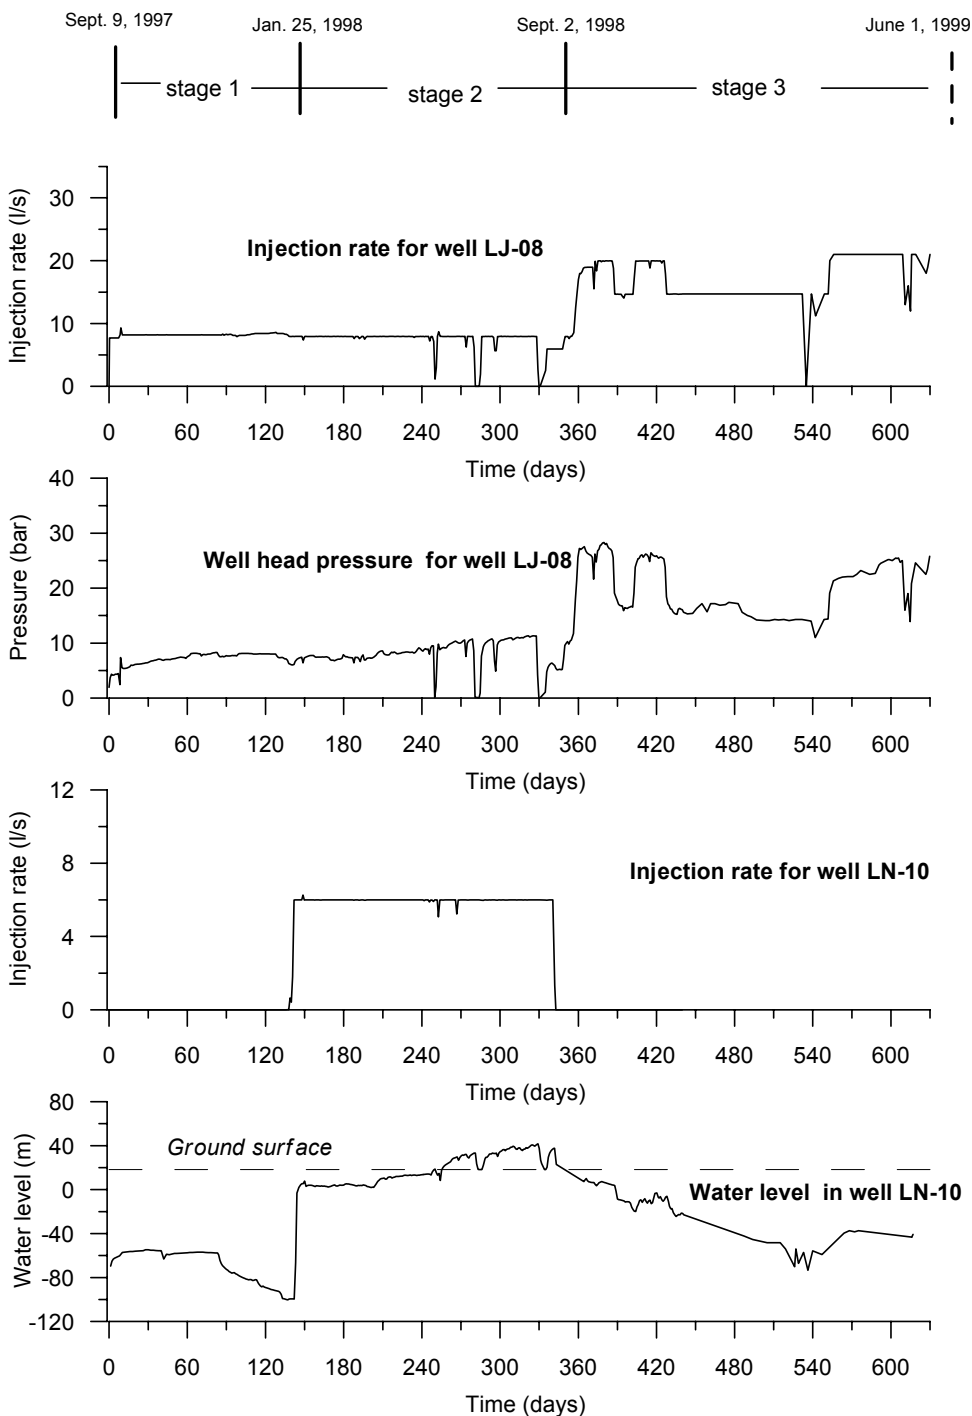 Sept. 9, 1997 Jan. 25, 1998 Sept. 2, 1998 June 1, 1999
stage 1 stage 2 stage 3
Injection rate (l/s)
30
20
10
0
Injection rate for well LJ-08
0 60 120 180 240 300 360 420 480 540 600
Time (days)
Pressure (bar)
40
30
20
10
0
Well head pressure for well LJ-08
0 60 120 180 240 300 360 420 480 540 600
Time (days)
Injection rate (l/s)
12
8
4
0
Injection rate for well LN-10
0 60 120 180 240 300 360 420 480 540 600
Time (days)
Water level (m)
80
40
0
-40
-80
-120
Ground surface
Water level in well LN-10
0 60 120 180 240 300 360 420 480 540 600
Time (days)